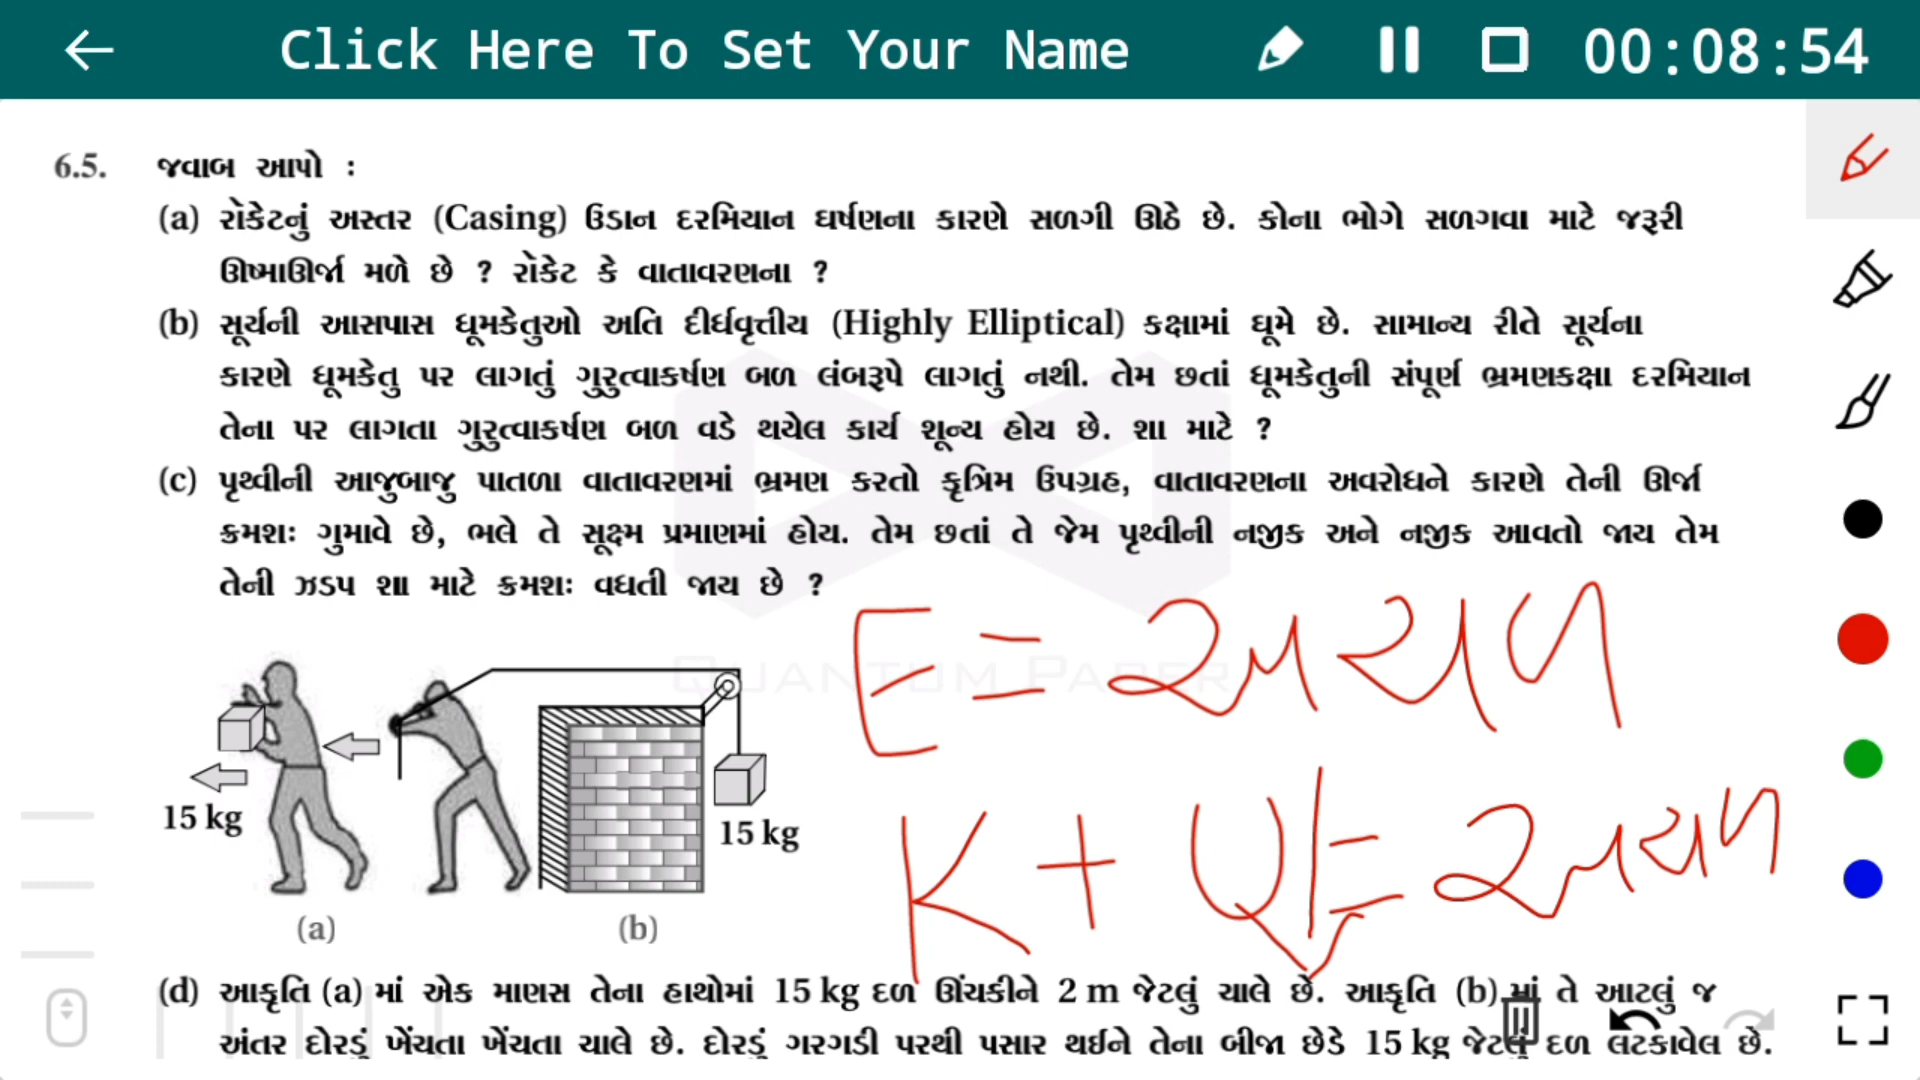 Click Here To Set Your Name 00:08:54
6.5. જવાબ આપો :
(a) રૉકેટનું અસ્તર (Casing) ઉડાન દરમિયાન ઘર્ષણના કારણે સળગી ઊઠે છે. કોના ભોગે સળગવા માટે જરૂરી
ઊષ્માઊર્જા મળે છે ? રૉકેટ કે વાતાવરણના ?
(b) સૂર્યની આસપાસ ધૂમકેતુઓ અતિ દીર્ઘવૃત્તીય (Highly Elliptical) કક્ષામાં ઘૂમે છે. સામાન્ય રીતે સૂર્યના
કારણે ધૂમકેતુ પર લાગતું ગુરુત્વાકર્ષણ બળ લંબરૂપે લાગતું નથી. તેમ છતાં ધૂમકેતુની સંપૂર્ણ ભ્રમણકક્ષા દરમિયાન
તેના પર લાગતા ગુરુત્વાકર્ષણ બળ વડે થયેલ કાર્ય શૂન્ય હોય છે. શા માટે ?
(c) પૃથ્વીની આજુબાજુ પાતળા વાતાવરણમાં ભ્રમણ કરતો કૃત્રિમ ઉપગ્રહ, વાતાવરણના અવરોધને કારણે તેની ઊર્જા
ક્રમશઃ ગુમાવે છે, ભલે તે સૂક્ષ્મ પ્રમાણમાં હોય. તેમ છતાં તે જેમ પૃથ્વીની નજીક અને નજીક આવતો જાય તેમ
તેની ઝડપ શા માટે ક્રમશઃ વધતી જાય છે ?
E = અચળ
QUANTUM PAPER
15 kg
15 kg
K + U = અચળ
(a)
(b)
(d) આકૃતિ (a) માં એક માણસ તેના હાથોમાં 15 kg દળ ઊંચકીને 2 m જેટલું ચાલે છે. આકૃતિ (b) માં તે આટલું જ
અંતર દોરડું ખેંચતા ખેંચતા ચાલે છે. દોરડું ગરગડી પરથી પસાર થઈને તેના બીજા છેડે 15 kg જેટલું દળ લટકાવેલ છે.